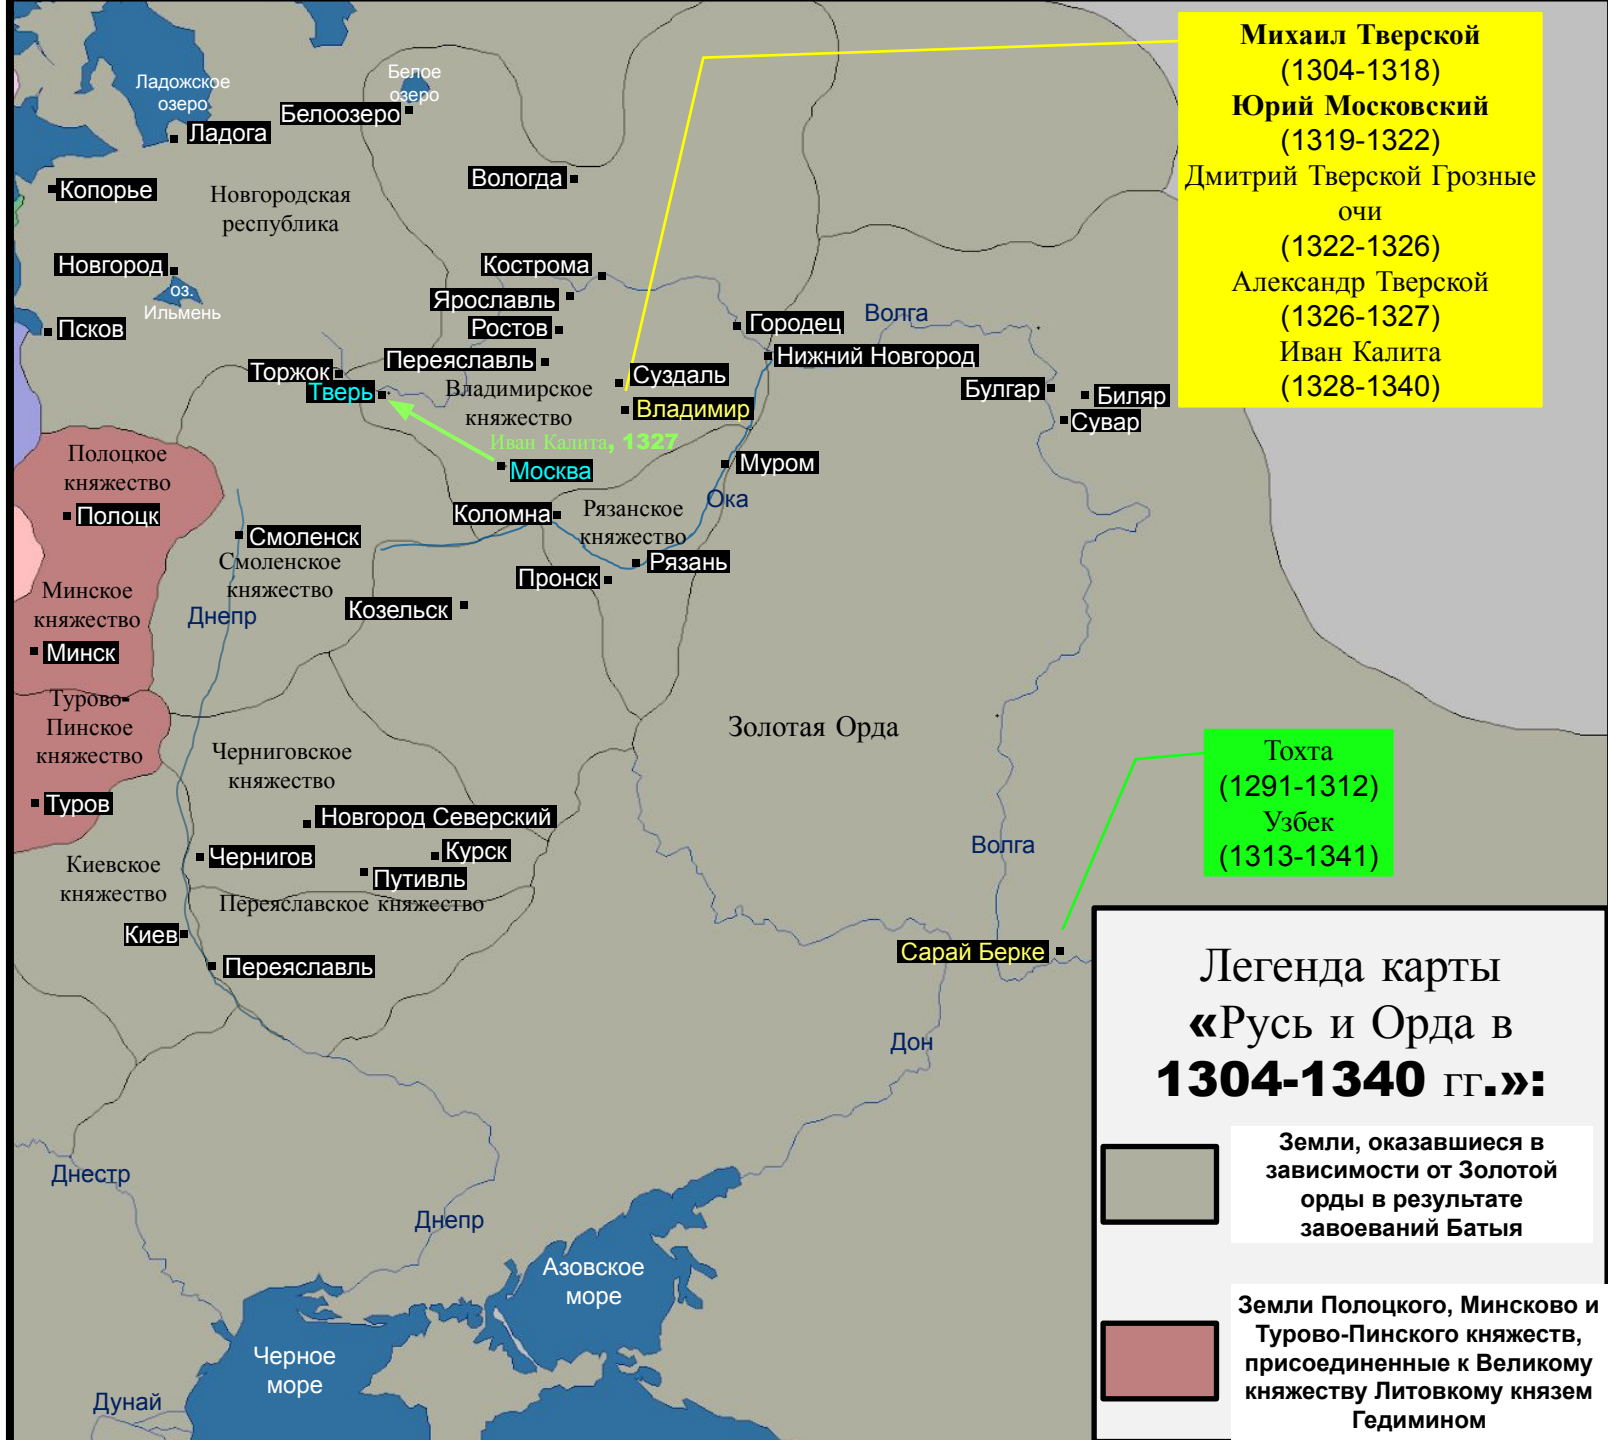 Михаил Тверской
(1304-1318)
Юрий Московский
(1319-1322)
Дмитрий Тверской Грозные
очи
(1322-1326)
Александр Тверской
(1326-1327)
Иван Калита
(1328-1340)
Ладожское
озеро
Белое
озеро
Белоозеро
Ладога
Копорье
Новгородская
республика
Вологда
Новгород
оз.
Ильмень
Псков
Кострома
Ярославль
Ростов
Переяславль
Торжок
Тверь
Владимирское
княжество
Суздаль
Владимир
Городец
Волга
Нижний Новгород
Булгар
Биляр
Сувар
Иван Калита, 1327
Москва
Муром
Ока
Полоцкое
княжество
Полоцк
Коломна
Рязанское
княжество
Рязань
Пронск
Смоленск
Смоленское
княжество
Козельск
Днепр
Минское
княжество
Минск
Турово-
Пинское
княжество
Туров
Золотая Орда
Черниговское
княжество
Новгород Северский
Чернигов
Курск
Путивль
Киевское
княжество
Переяславское княжество
Киев
Переяславль
Тохта
(1291-1312)
Узбек
(1313-1341)
Волга
Сарай Берке
Дон
Днестр
Днепр
Азовское
море
Черное
море
Дунай
Легенда карты
«Русь и Орда в
1304-1340 гг.»:
Земли, оказавшиеся в
зависимости от Золотой
орды в результате
завоеваний Батыя
Земли Полоцкого, Минсково и
Турово-Пинского княжеств,
присоединенные к Великому
княжеству Литовкому князем
Гедимином